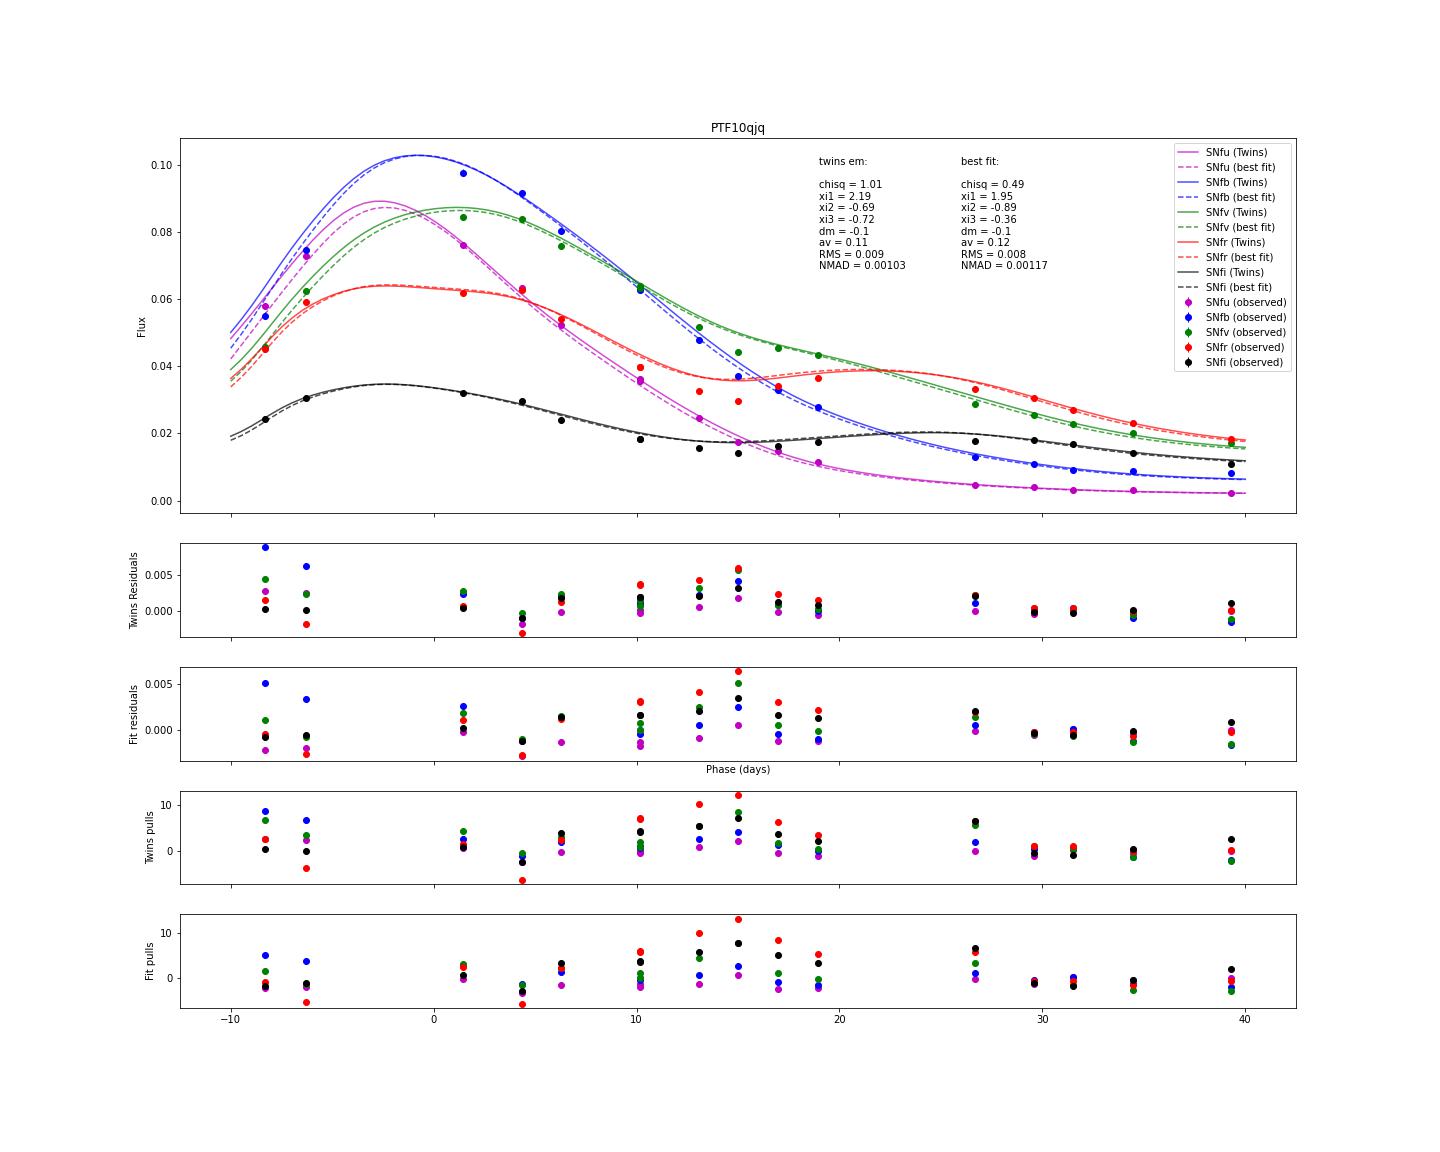 PTF10qjq
Flux
0.10
0.08
0.06
0.04
0.02
0.00
twins em:
chisq = 1.01
xi1 = 2.19
xi2 = -0.69
xi3 = -0.72
dm = -0.1
av = 0.11
RMS = 0.009
NMAD = 0.00103
best fit:
chisq = 0.49
xi1 = 1.95
xi2 = -0.89
xi3 = -0.36
dm = -0.1
av = 0.12
RMS = 0.008
NMAD = 0.00117
SNfu (Twins)
SNfu (best fit)
SNfb (Twins)
SNfb (best fit)
SNfv (Twins)
SNfv (best fit)
SNfr (Twins)
SNfr (best fit)
SNfi (Twins)
SNfi (best fit)
SNfu (observed)
SNfb (observed)
SNfv (observed)
SNfr (observed)
SNfi (observed)
Twins Residuals
0.005
0.000
Fit residuals
0.005
0.000
Phase (days)
Twins pulls
10
0
Fit pulls
10
0
−10
0
10
20
30
40